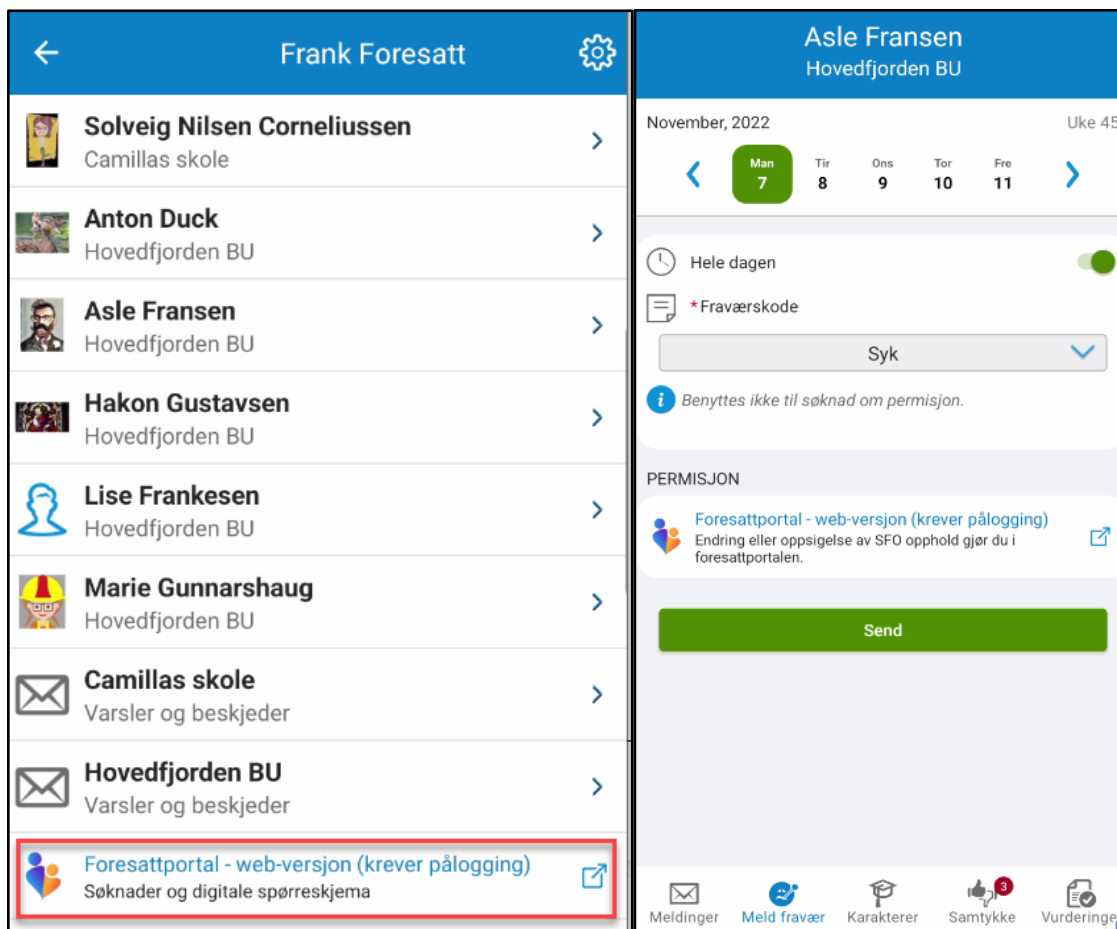 Frank Foresatt
Solveig Nilsen Corneliussen
Camillas skole
Anton Duck
Hovedfjorden BU
Asle Fransen
Hovedfjorden BU
Hakon Gustavsen
Hovedfjorden BU
Lise Frankesen
Hovedfjorden BU
Marie Gunnarshaug
Hovedfjorden BU
Camillas skole
Varsler og beskjeder
Hovedfjorden BU
Varsler og beskjeder
Foresattportal - web-versjon (krever pålogging)
Søknader og digitale spørreskjema
Asle Fransen
Hovedfjorden BU
November, 2022 Uke 45
Man Tir Ons Tor Fre
7 8 9 10 11
Hele dagen
*Fraværskode
Syk
i Benyttes ikke til søknad om permisjon.
PERMISJON
Foresattportal - web-versjon (krever pålogging)
Endring eller oppsigelse av SFO opphold gjør du i
foresattportalen.
Send
3
Meldinger Meld fravær Karakterer Samtykke Vurderinge